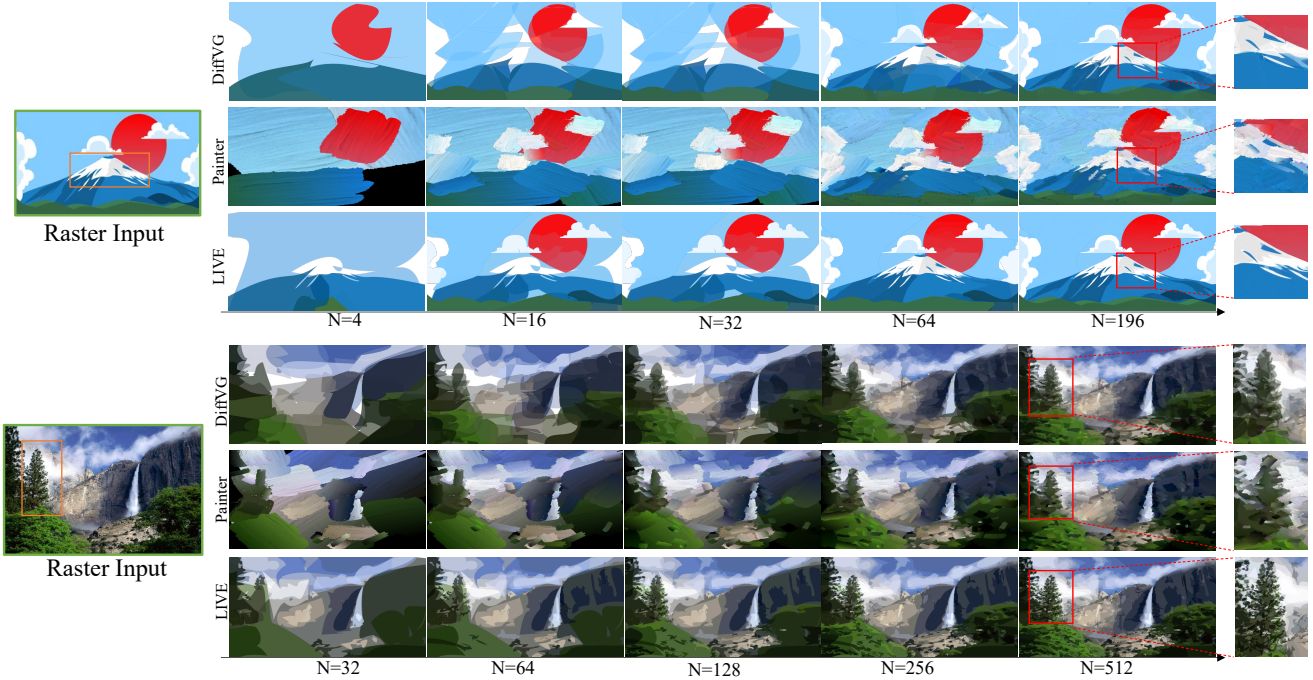 DiffVG
Painter
LIVE
Raster Input
N=4
N=16
N=32
N=64
N=196
DiffVG
Painter
LIVE
Raster Input
N=32
N=64
N=128
N=256
N=512